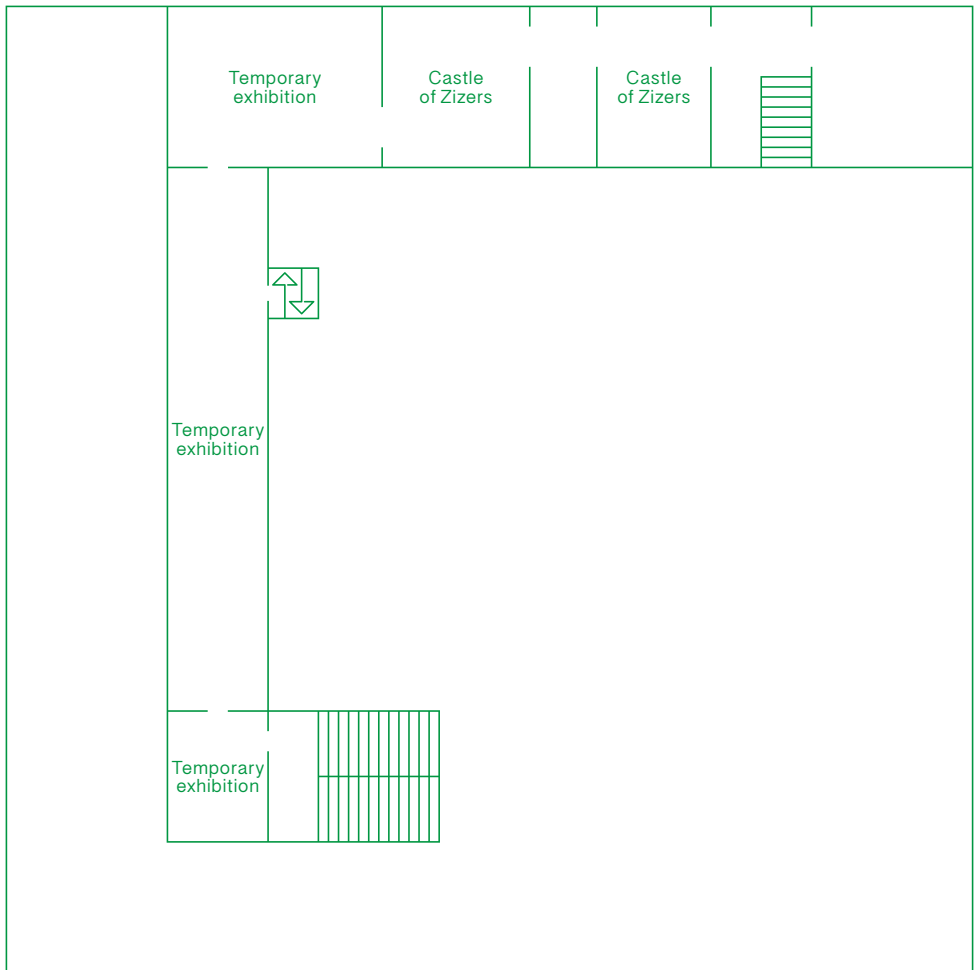 Temporary
exhibition
Castle
of Zizers
Castle
of Zizers
Temporary
exhibition
Temporary
exhibition